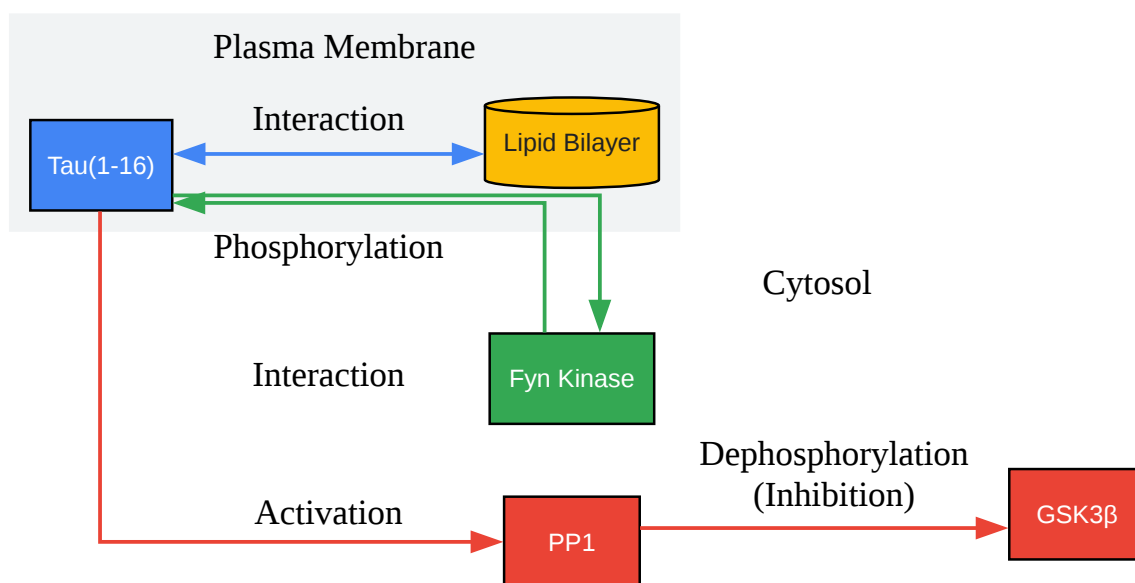 Plasma Membrane
Interaction
Lipid Bilayer
Tau(1-16)
Phosphorylation
Cytosol
Interaction
Fyn Kinase
Dephosphorylation
(Inhibition)
Activation
GSK3β
PP1